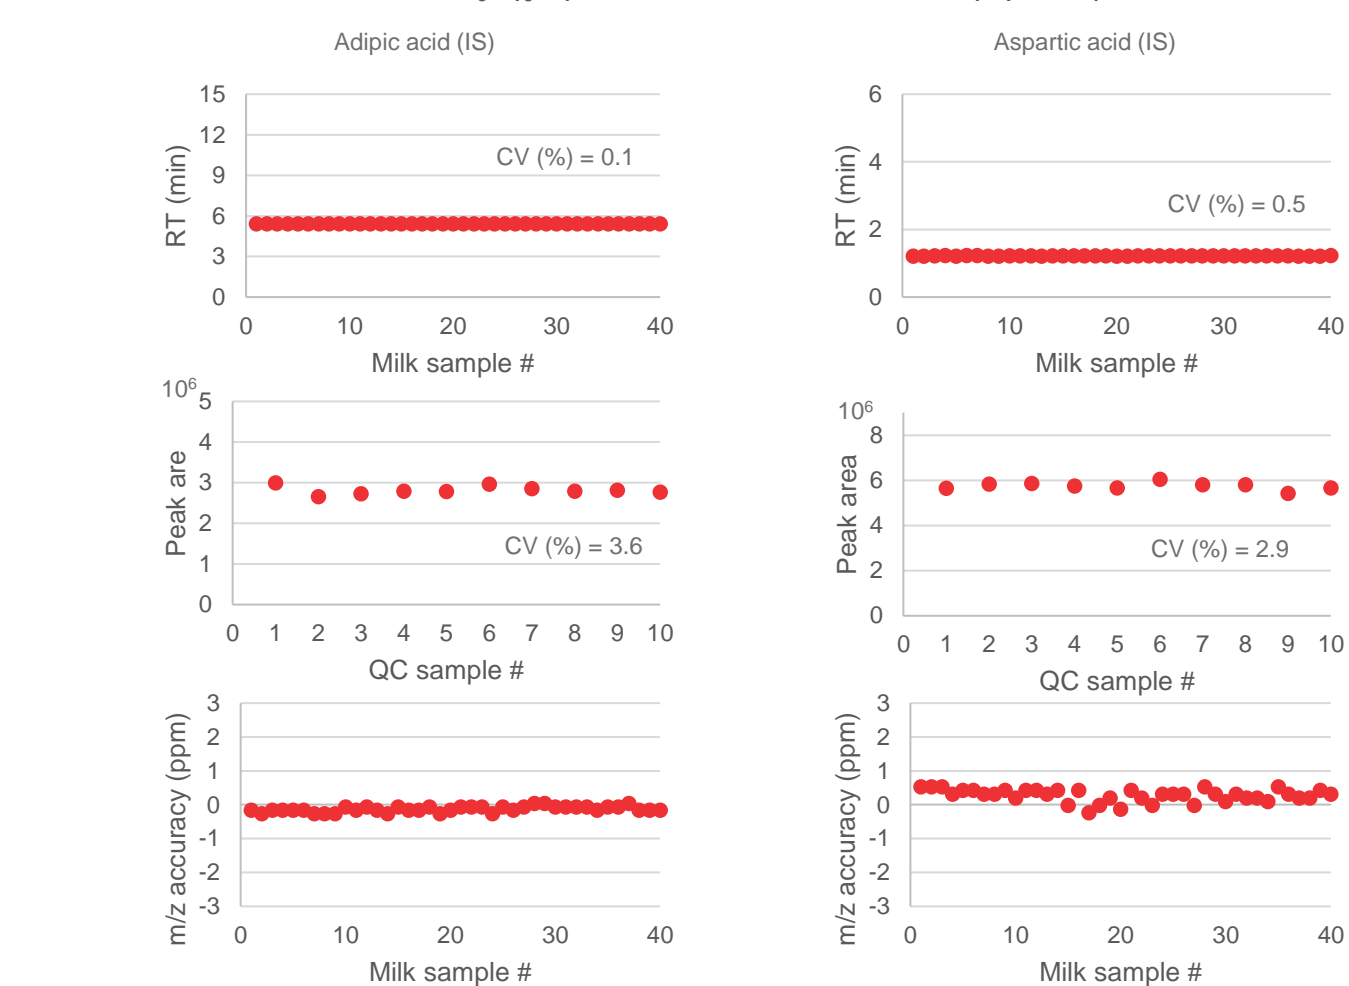 Adipic acid (IS)
Aspartic acid (IS)
15
12
9
6
3
0
RT (min)
CV (%) = 0.1
0 10 20 30 40
Milk sample #
6
4
2
0
RT (min)
CV (%) = 0.5
0 10 20 30 40
Milk sample #
10⁶
5
4
3
2
1
0
Peak are
CV (%) = 3.6
0 1 2 3 4 5 6 7 8 9 10
QC sample #
10⁶
8
6
4
2
0
Peak area
CV (%) = 2.9
0 1 2 3 4 5 6 7 8 9 10
QC sample #
3
2
1
0
-1
-2
-3
m/z accuracy (ppm)
0 10 20 30 40
Milk sample #
3
2
1
0
-1
-2
-3
m/z accuracy (ppm)
0 10 20 30 40
Milk sample #